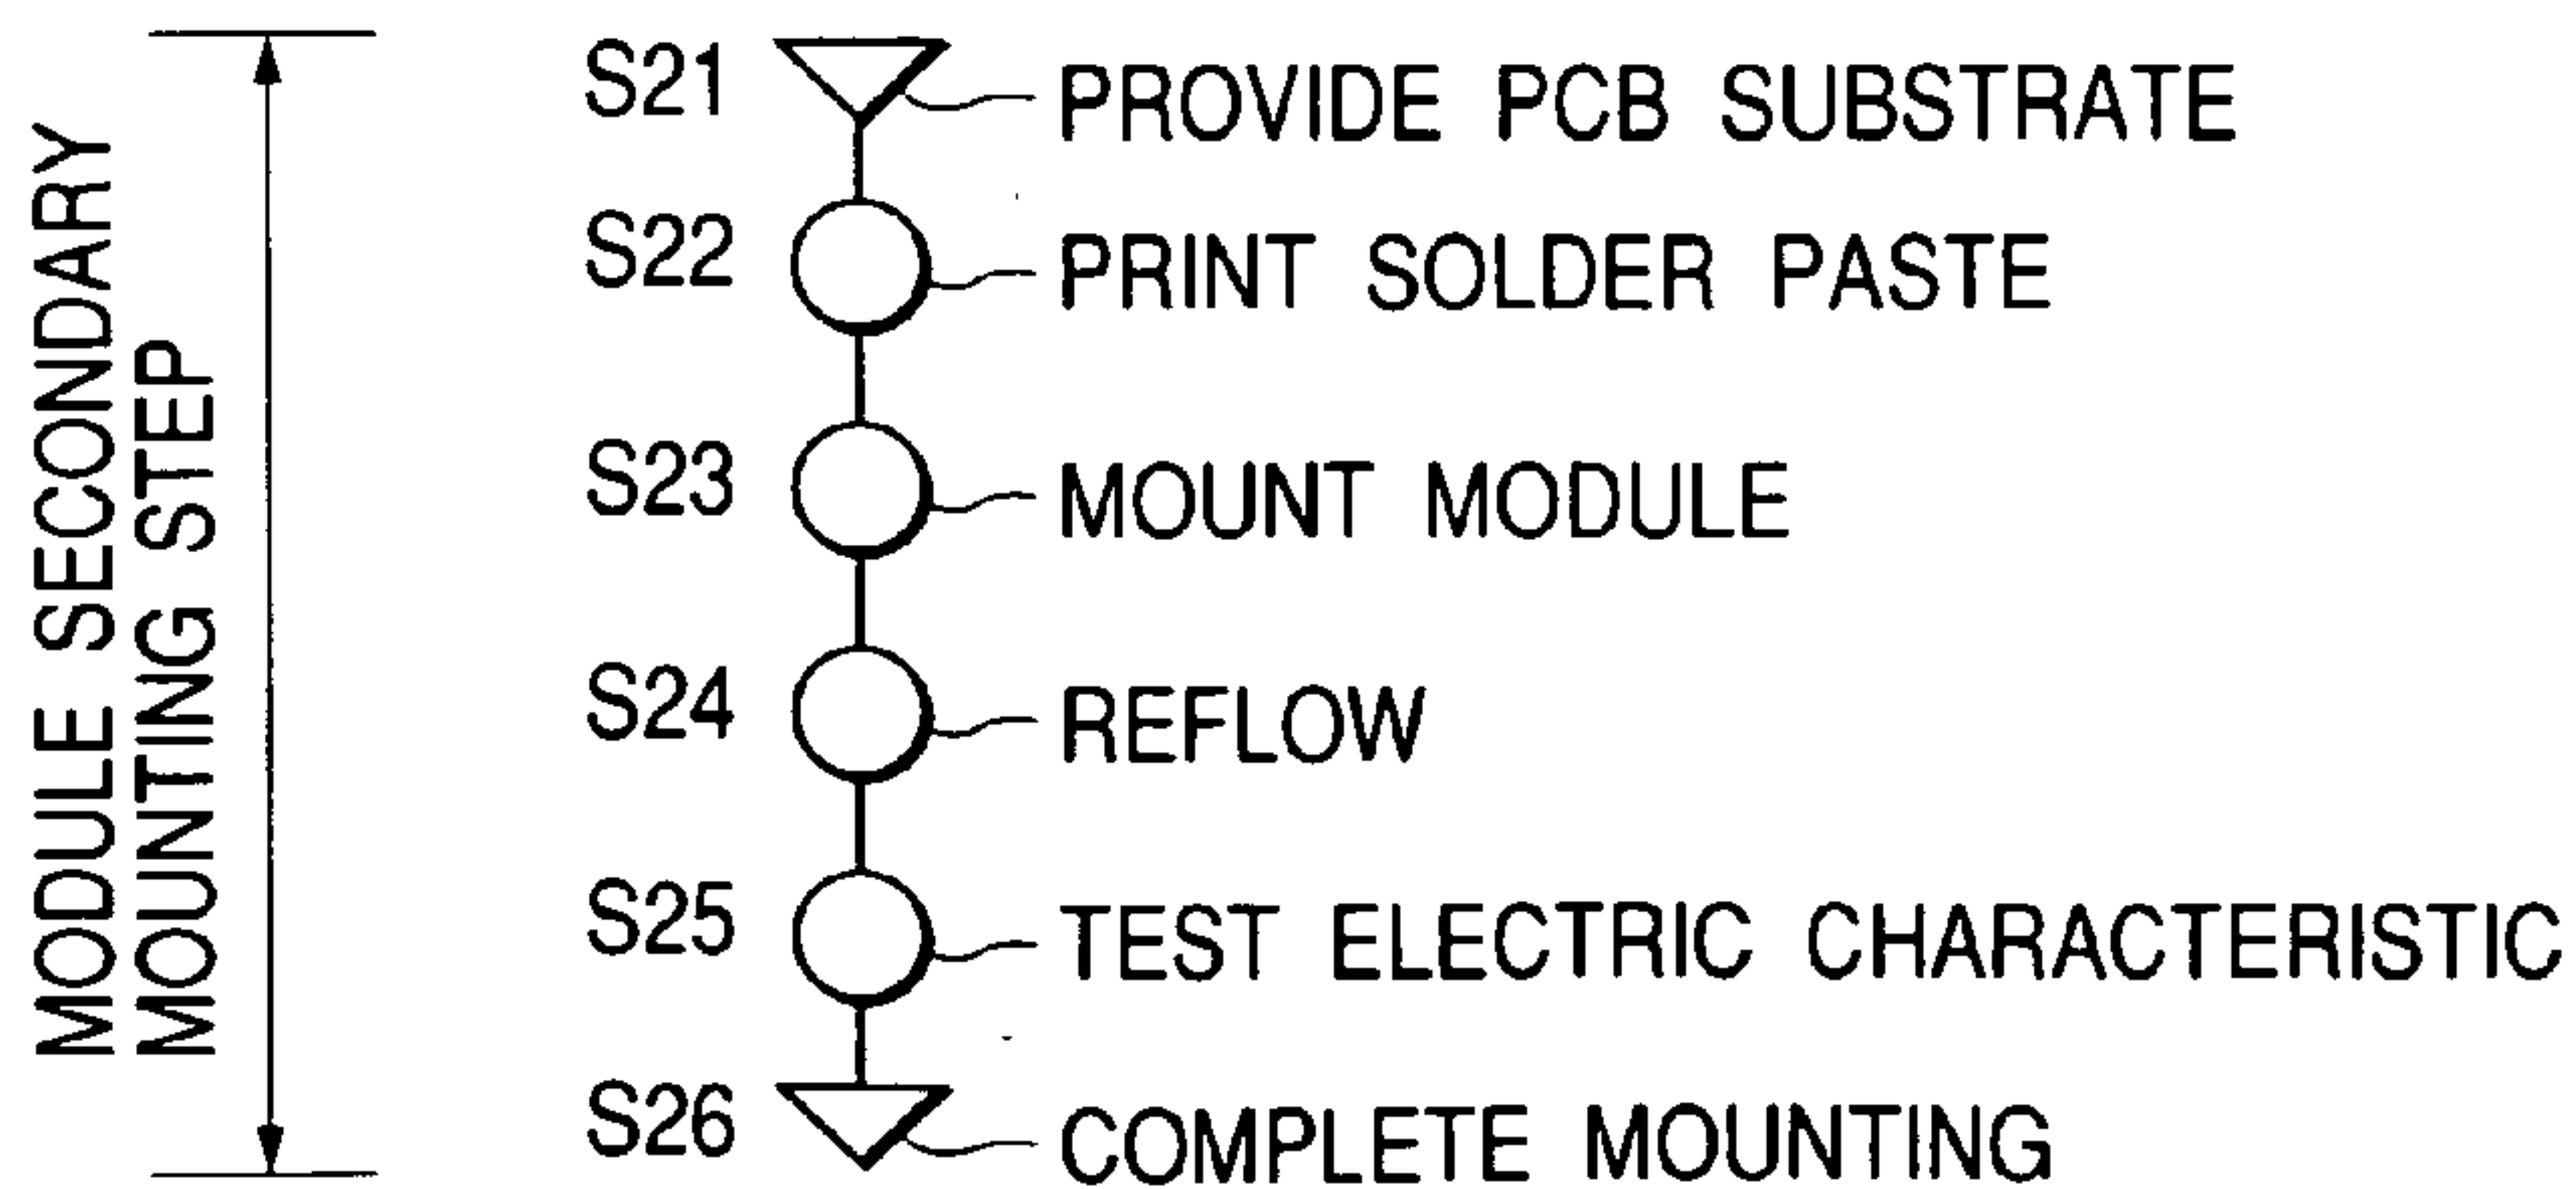 MODULE SECONDARY
MOUNTING STEP
S21 PROVIDE PCB SUBSTRATE
S22 PRINT SOLDER PASTE
S23 MOUNT MODULE
S24 REFLOW
S25 TEST ELECTRIC CHARACTERISTIC
S26 COMPLETE MOUNTING